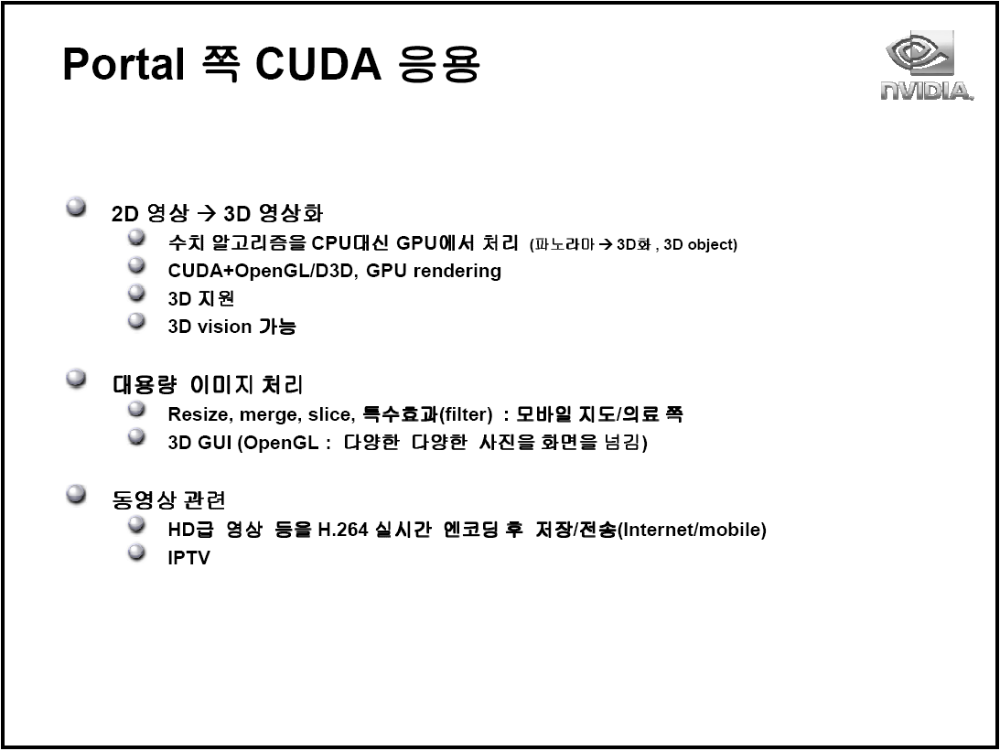 Portal 쪽 CUDA 응용
nVIDIA.
2D 영상 → 3D 영상화
수치 알고리즘을 CPU대신 GPU에서 처리 (파노라마 → 3D화 , 3D object)
CUDA+OpenGL/D3D, GPU rendering
3D 지원
3D vision 가능
대용량 이미지 처리
Resize, merge, slice, 특수효과(filter) : 모바일 지도/의료 쪽
3D GUI (OpenGL : 다양한 다양한 사진을 화면을 넘김)
동영상 관련
HD급 영상 등을 H.264 실시간 엔코딩 후 저장/전송(Internet/mobile)
IPTV